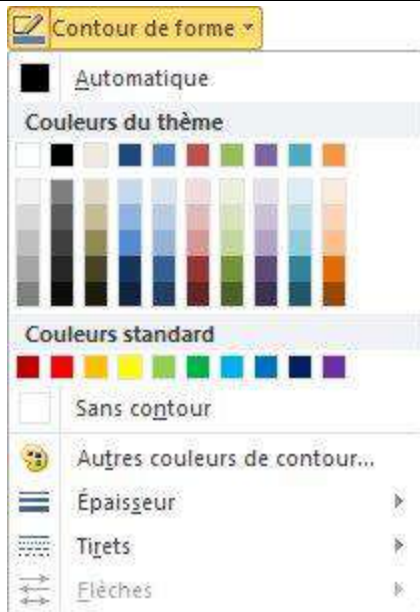 Contour de forme
Automatique
Couleurs du thème
Couleurs standard
Sans contour
Autres couleurs de contour...
Épaisseur
Tirets
Flèches